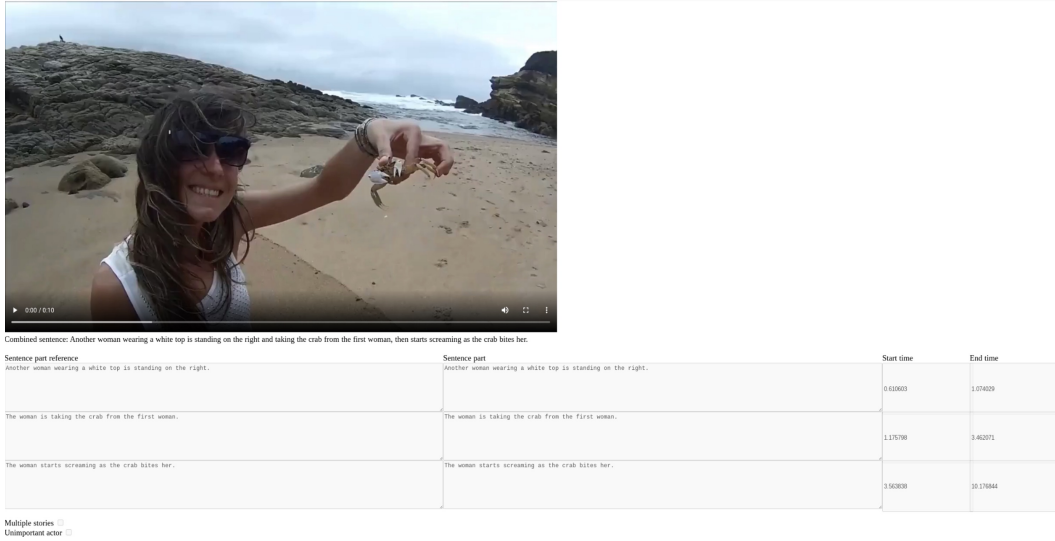 0:00 / 0:10
Combined sentence: Another woman wearing a white top is standing on the right and taking the crab from the first woman, then starts screaming as the crab bites her.
Sentence part reference Sentence part Start time End time
Another woman wearing a white top is standing on the right. Another woman wearing a white top is standing on the right. 0.610603 1.074029
The woman is taking the crab from the first woman. The woman is taking the crab from the first woman. 1.175798 3.462071
The woman starts screaming as the crab bites her. The woman starts screaming as the crab bites her. 3.563838 10.176844
Multiple stories
Unimportant actor